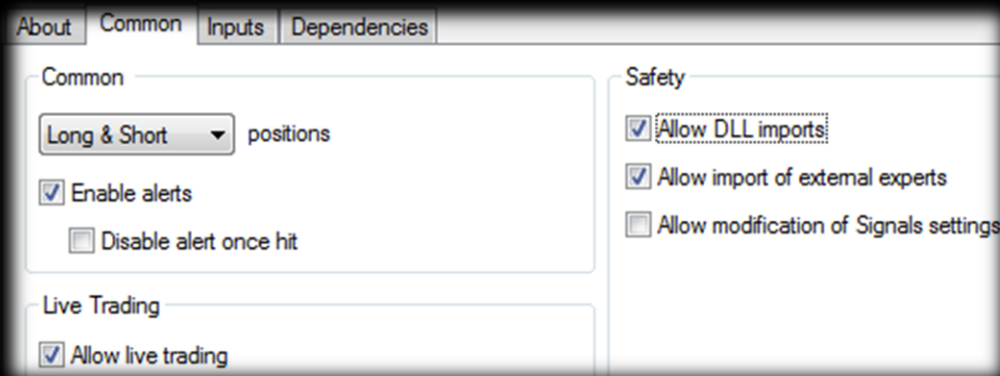 About Common Inputs Dependencies
Common
Long & Short positions
Enable alerts
Disable alert once hit
Live Trading
Allow live trading
Safety
Allow DLL imports
Allow import of external experts
Allow modification of Signals settings